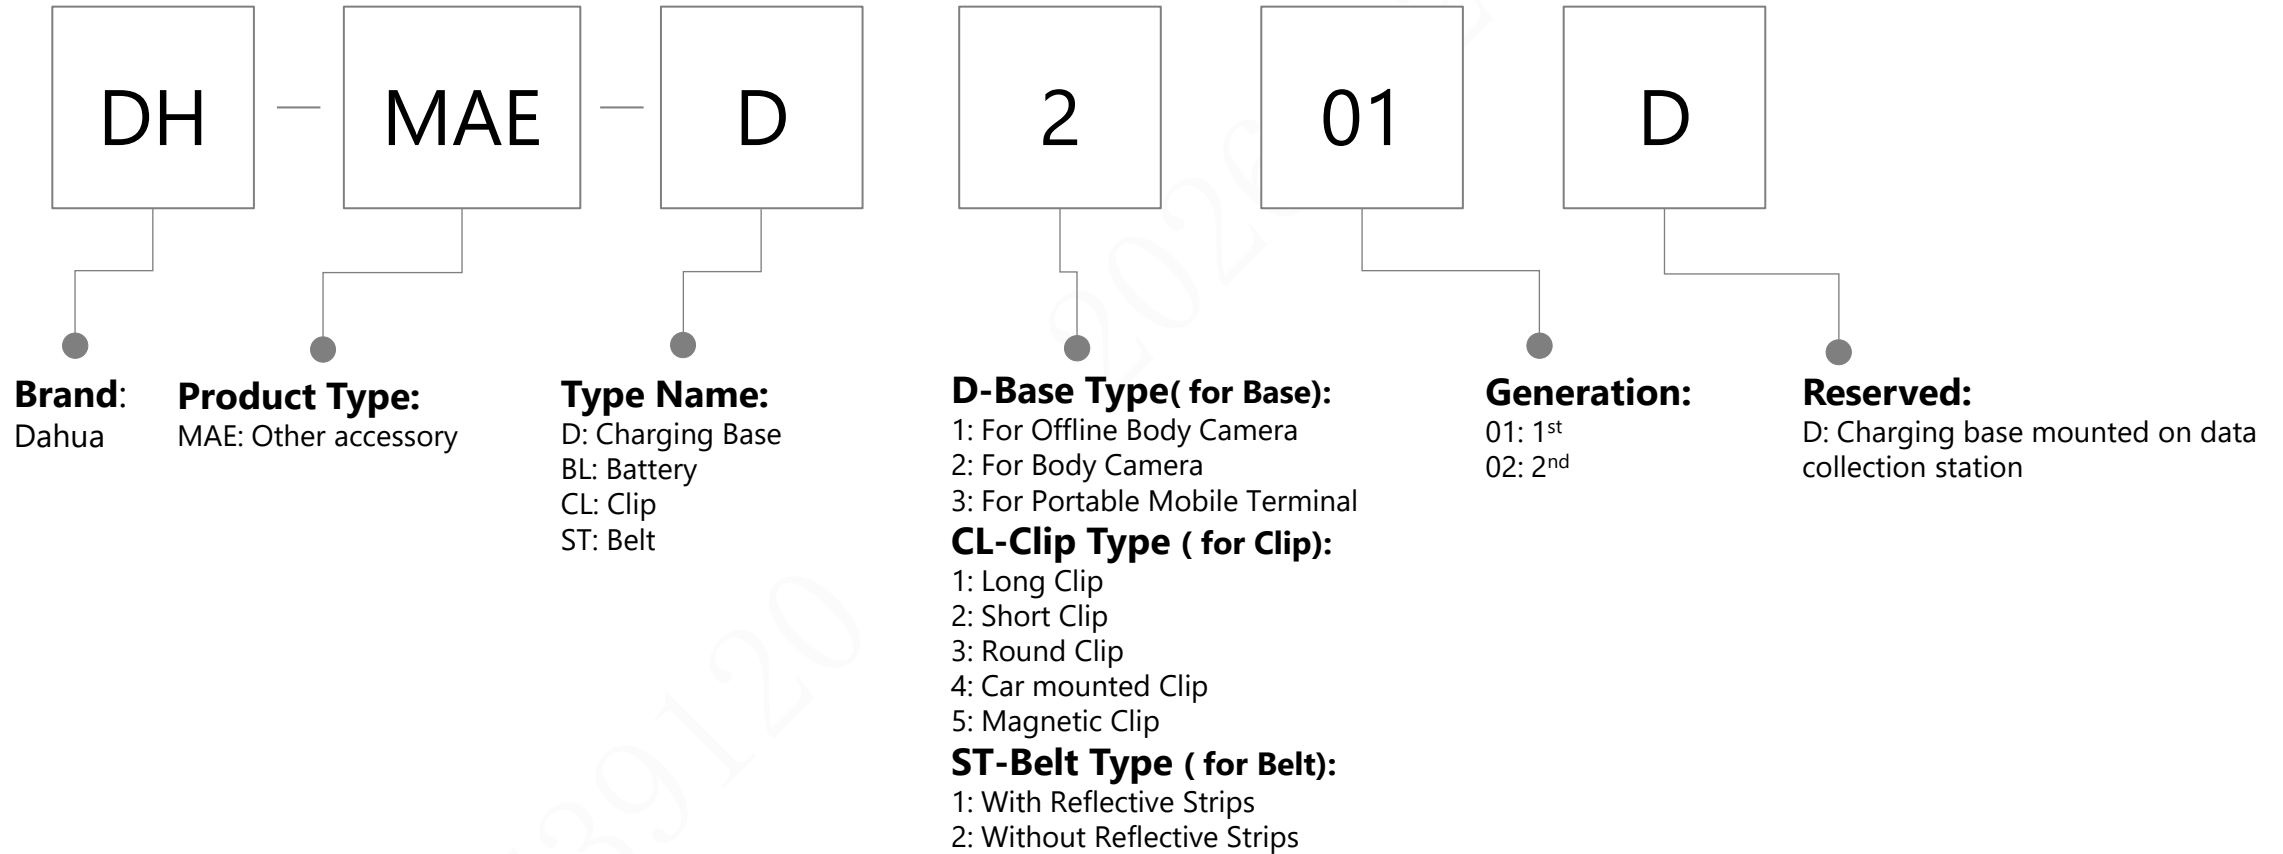 DH — MAE — D 2 01 D
Brand:
Dahua
Product Type:
MAE: Other accessory
Type Name:
D: Charging Base
BL: Battery
CL: Clip
ST: Belt
D-Base Type( for Base):
1: For Offline Body Camera
2: For Body Camera
3: For Portable Mobile Terminal
CL-Clip Type ( for Clip):
1: Long Clip
2: Short Clip
3: Round Clip
4: Car mounted Clip
5: Magnetic Clip
ST-Belt Type ( for Belt):
1: With Reflective Strips
2: Without Reflective Strips
Generation:
01: 1st
02: 2nd
Reserved:
D: Charging base mounted on data
collection station